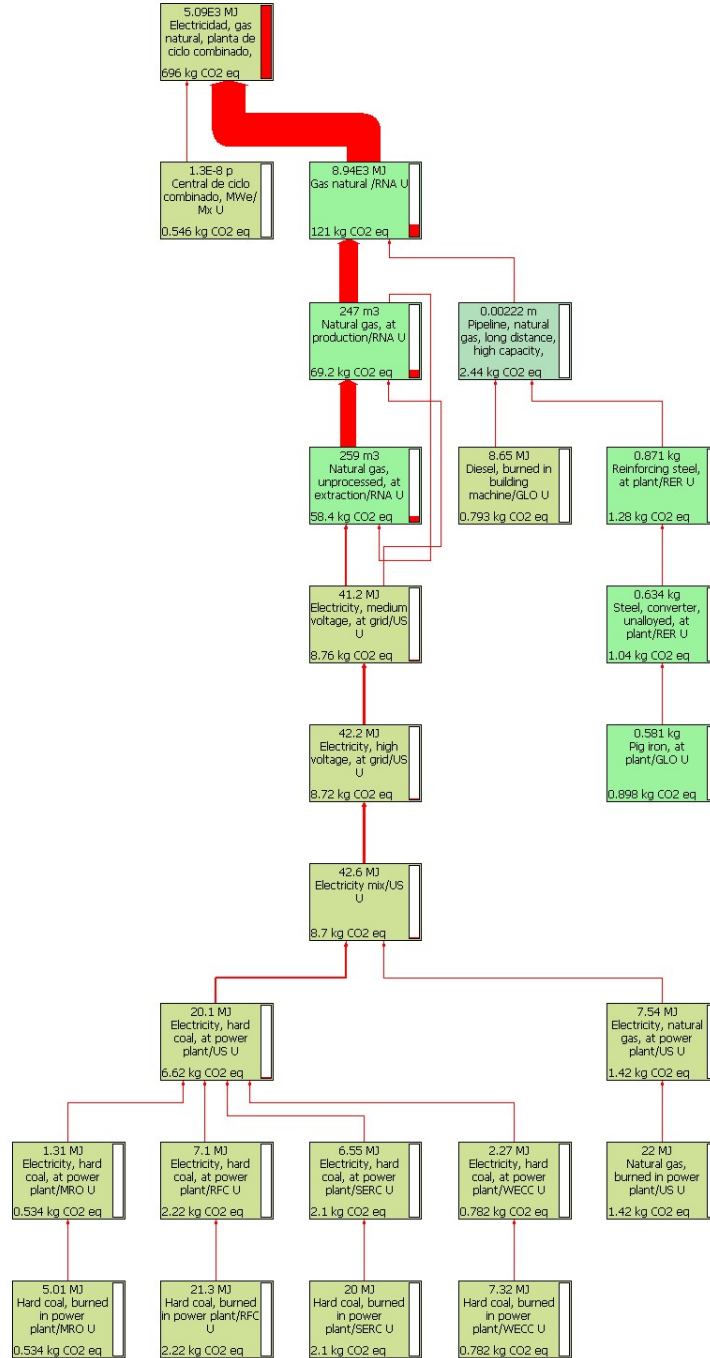 5.09E3 MJ
Electricidad, gas
natural, planta de
ciclo combinado,
696 kg CO2 eq
1.3E-8 p
Central de ciclo
combinado, MWe/
Mx U
0.546 kg CO2 eq
8.94E3 MJ
Gas natural /RNA U
121 kg CO2 eq
247 m3
Natural gas, at
production/RNA U
69.2 kg CO2 eq
0.00222 m
Pipeline, natural
gas, long distance,
high capacity,
2.44 kg CO2 eq
259 m3
Natural gas,
unprocessed, at
extraction/RNA U
58.4 kg CO2 eq
8.65 MJ
Diesel, burned in
building
machine/GLO U
0.793 kg CO2 eq
0.871 kg
Reinforcing steel,
at plant/RER U
1.28 kg CO2 eq
41.2 MJ
Electricity, medium
voltage, at grid/US
U
8.76 kg CO2 eq
0.634 kg
Steel, converter,
unalloyed, at
plant/RER U
1.04 kg CO2 eq
42.2 MJ
Electricity, high
voltage, at grid/US
U
8.72 kg CO2 eq
0.581 kg
Pig iron, at
plant/GLO U
0.898 kg CO2 eq
42.6 MJ
Electricity mix/US
U
8.7 kg CO2 eq
20.1 MJ
Electricity, hard
coal, at power
plant/US U
6.62 kg CO2 eq
7.54 MJ
Electricity, natural
gas, at power
plant/US U
1.42 kg CO2 eq
1.31 MJ
Electricity, hard
coal, at power
plant/MRO U
0.534 kg CO2 eq
7.1 MJ
Electricity, hard
coal, at power
plant/RFC U
2.22 kg CO2 eq
6.55 MJ
Electricity, hard
coal, at power
plant/SERC U
2.1 kg CO2 eq
2.27 MJ
Electricity, hard
coal, at power
plant/WECC U
0.782 kg CO2 eq
22 MJ
Natural gas,
burned in power
plant/US U
1.42 kg CO2 eq
5.01 MJ
Hard coal, burned
in power
plant/MRO U
0.534 kg CO2 eq
21.3 MJ
Hard coal, burned
in power plant/RFC
U
2.22 kg CO2 eq
20 MJ
Hard coal, burned
in power
plant/SERC U
2.1 kg CO2 eq
7.32 MJ
Hard coal, burned
in power
plant/WECC U
0.782 kg CO2 eq